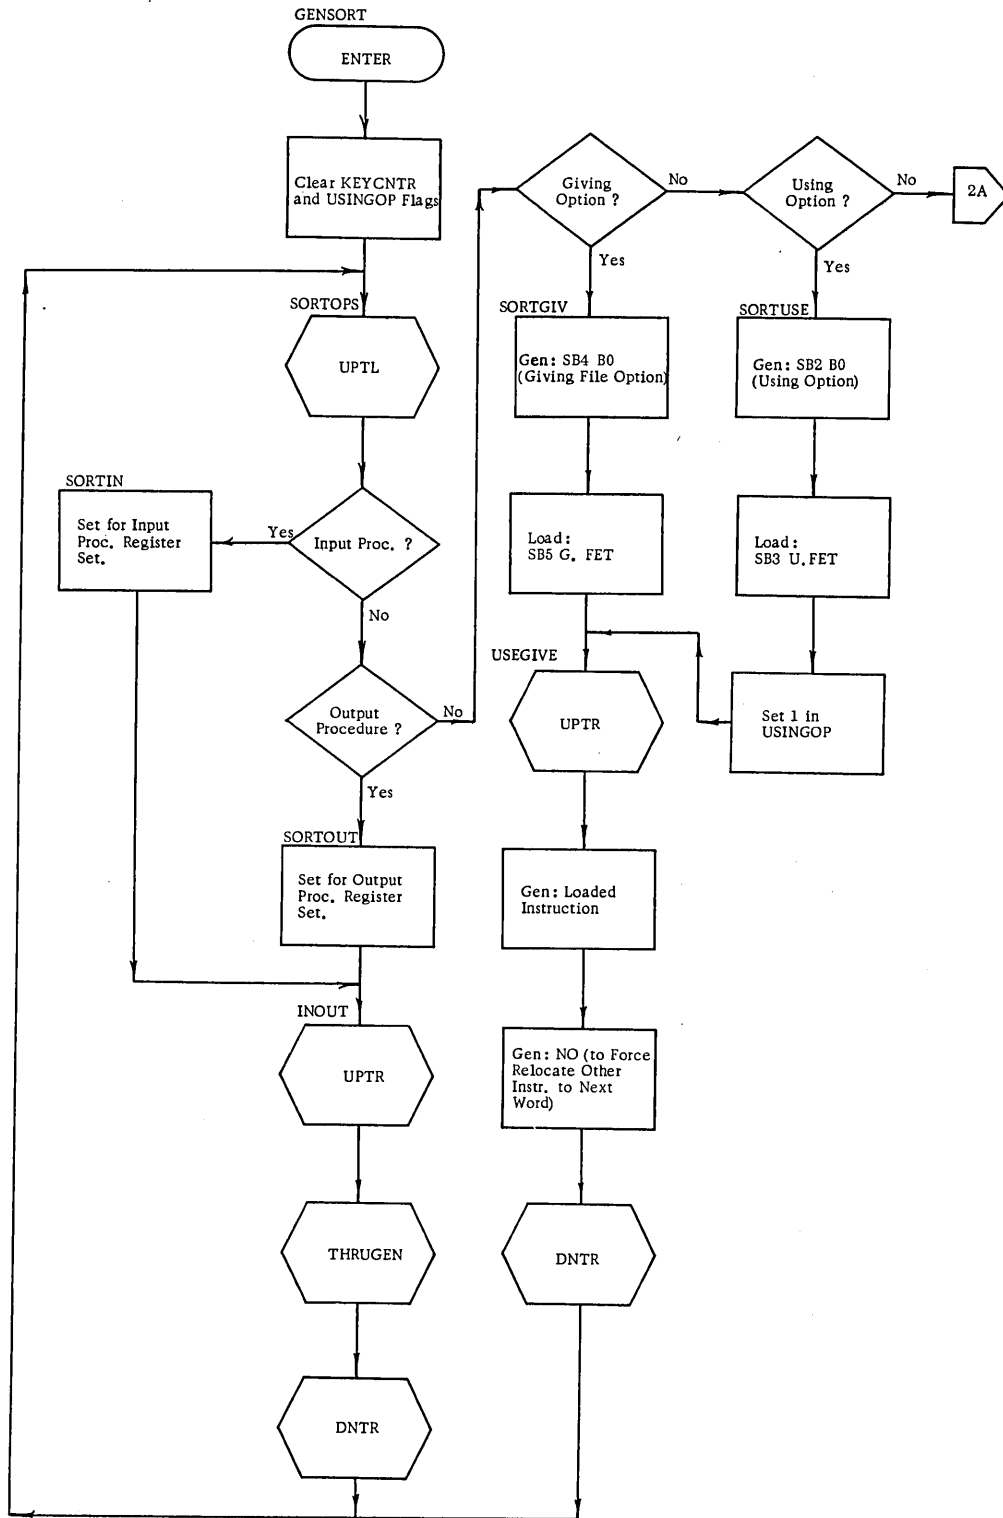 GENSORT
ENTER
Clear KEYCNTR
and USINGOP Flags
SORTOPS
UPTL
SORTIN
Set for Input
Proc. Register
Set.
Yes
Input Proc. ?
No
Output
Procedure ?
No
Yes
SORTOUT
Set for Output
Proc. Register
Set.
INOUT
UPTR
THRUGEN
DNTR
Giving
Option ?
No
Yes
SORTGIV
Gen: SB4 B0
(Giving File Option)
Load:
SB5 G. FET
USEGIVE
UPTR
Gen: Loaded
Instruction
Gen: NO (to Force
Relocate Other
Instr. to Next
Word)
DNTR
Using
Option ?
No
2A
Yes
SORTUSE
Gen: SB2 B0
(Using Option)
Load:
SB3 U. FET
Set 1 in
USINGOP